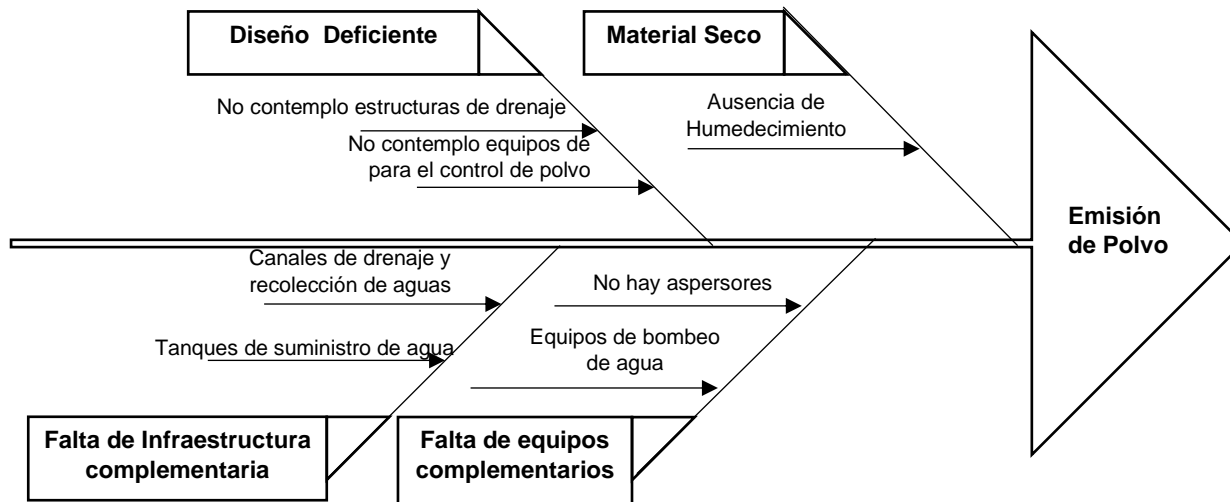 Diseño Deficiente
Material Seco
No contemplo estructuras de drenaje
No contemplo equipos de
para el control de polvo
Ausencia de
Humedecimiento
Emisión
de Polvo
Canales de drenaje y
recolección de aguas
Tanques de suministro de agua
No hay aspersores
Equipos de bombeo
de agua
Falta de Infraestructura
complementaria
Falta de equipos
complementarios